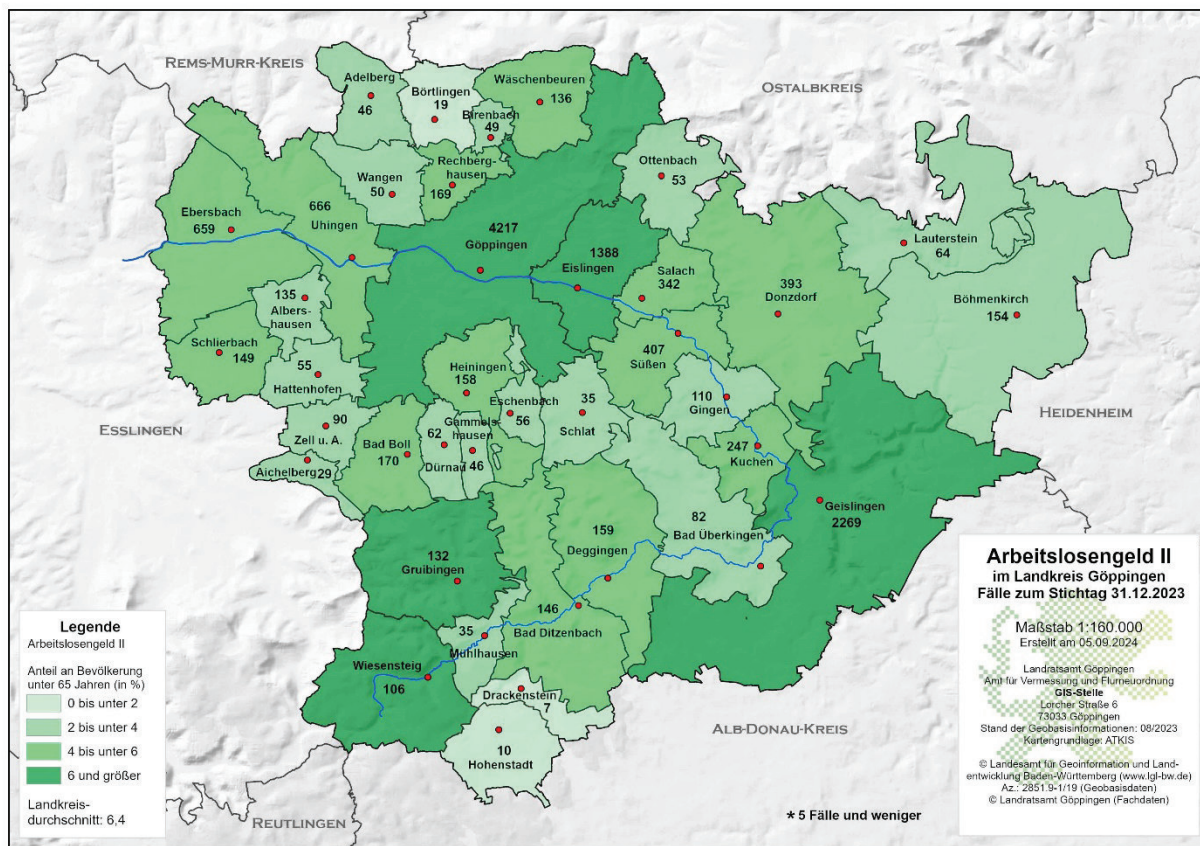 REMS-MURR-KREIS
OSTALBKREIS
Adelberg
46
Börtlingen
19
Birenbach
49
Wäschenbeuren
136
Ottenbach
53
Wangen
50
Rechberg-
hausen
169
Ebersbach
659
666
Uhingen
4217
Göppingen
1388
Eislingen
Salach
342
393
Donzdorf
Lauterstein
64
Böhmenkirch
154
135
Albers-
hausen
Schlierbach
149
55
Hattenhofen
Heiningen
158
407
Süßen
Eschenbach
56
35
Schlat
110
Gingen
HEIDENHEIM
ESSLINGEN
90
Zell u. A.
Aichelberg
29
Bad Boll
170
62
Dürnau
Gammels-
hausen
46
247
Kuchen
Geislingen
2269
82
Bad Überkingen
159
Deggingen
132
Gruibingen
146
Bad Ditzenbach
35
Mühlhausen
Wiesensteig
106
Drackenstein
7
10
Hohenstadt
ALB-DONAU-KREIS
REUTLINGEN
* 5 Fälle und weniger
Legende
Arbeitslosengeld II
Anteil an Bevölkerung
unter 65 Jahren (in %)
0 bis unter 2
2 bis unter 4
4 bis unter 6
6 und größer
Landkreis-
durchschnitt: 6,4
Arbeitslosengeld II
im Landkreis Göppingen
Fälle zum Stichtag 31.12.2023
Maßstab 1:160.000
Erstellt am 05.09.2024
Landratsamt Göppingen
Amt für Vermessung und Flurneuordnung
GIS-Stelle
Lorcher Straße 6
73033 Göppingen
Stand der Geobasisinformationen: 08/2023
Kartengrundlage: ATKIS
© Landesamt für Geoinformation und Land-
entwicklung Baden-Württemberg (www.lgl-bw.de)
Az.: 2851.9-1/19 (Geobasisdaten)
© Landratsamt Göppingen (Fachdaten)